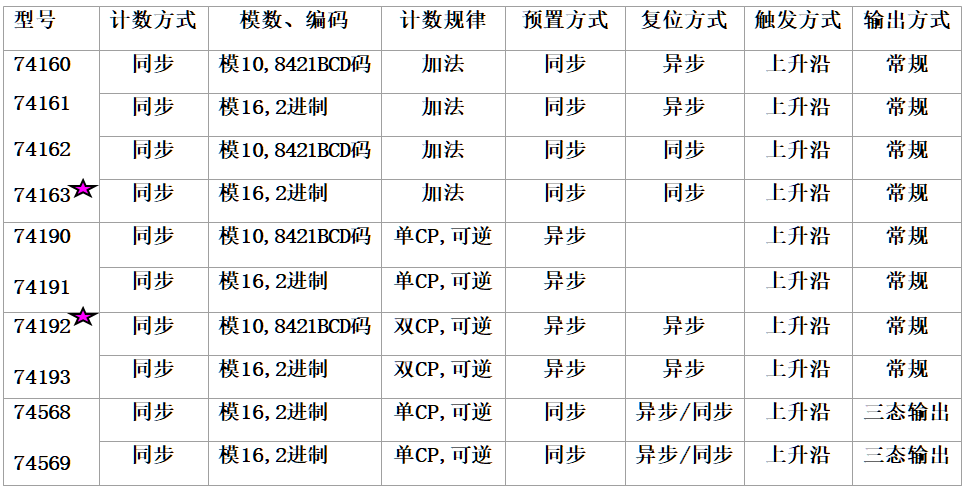 型号 计数方式 模数、编码 计数规律 预置方式 复位方式 触发方式 输出方式
74160 同步 模10,8421BCD码 加法 同步 异步 上升沿 常规
74161 同步 模16,2进制 加法 同步 异步 上升沿 常规
74162 同步 模10,8421BCD码 加法 同步 同步 上升沿 常规
74163 同步 模16,2进制 加法 同步 同步 上升沿 常规
74190 同步 模10,8421BCD码 单CP,可逆 异步 上升沿 常规
74191 同步 模16,2进制 单CP,可逆 异步 上升沿 常规
74192 同步 模10,8421BCD码 双CP,可逆 异步 异步 上升沿 常规
74193 同步 模16,2进制 双CP,可逆 异步 异步 上升沿 常规
74568 同步 模16,2进制 单CP,可逆 同步 异步/同步 上升沿 三态输出
74569 同步 模16,2进制 单CP,可逆 同步 异步/同步 上升沿 三态输出